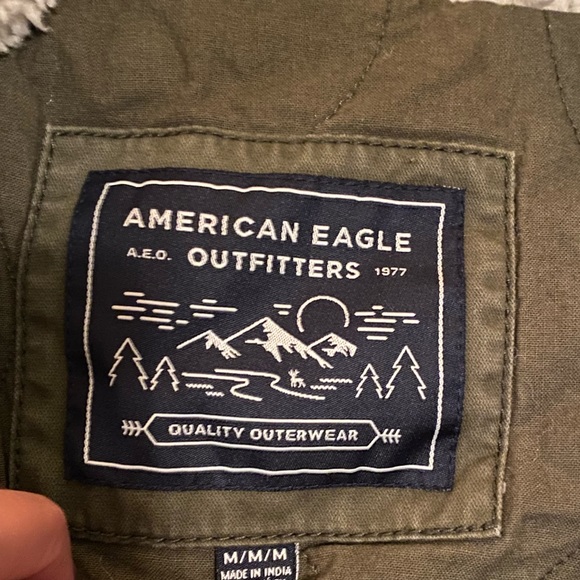 AMERICAN EAGLE
A.E.O. OUTFITTERS 1977
QUALITY OUTERWEAR
M/M/M
MADE IN INDIA